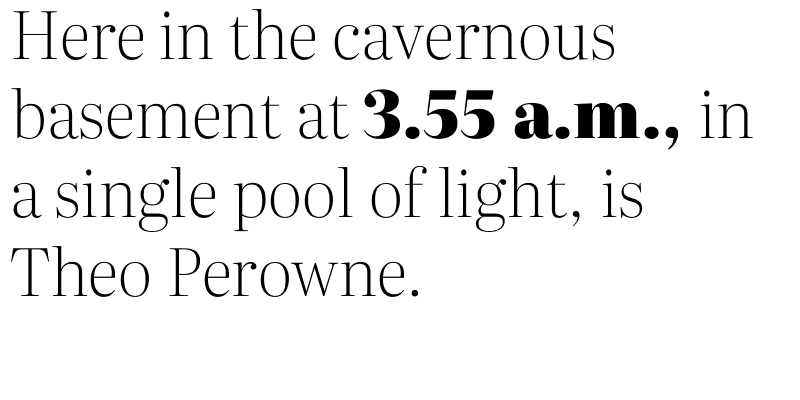 Here in the cavernous
basement at 3.55 a.m., in
a single pool of light, is
Theo Perowne.